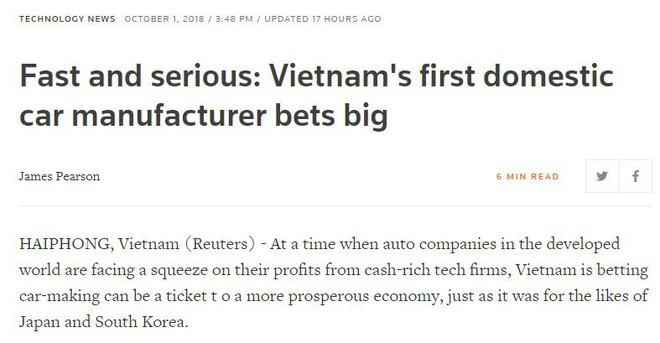 TECHNOLOGY NEWS OCTOBER 1, 2018 / 3:48 PM / UPDATED 17 HOURS AGO
Fast and serious: Vietnam's first domestic
car manufacturer bets big
James Pearson
6 MIN READ
HAIPHONG, Vietnam (Reuters) - At a time when auto companies in the developed
world are facing a squeeze on their profits from cash-rich tech firms, Vietnam is betting
car-making can be a ticket t o a more prosperous economy, just as it was for the likes of
Japan and South Korea.